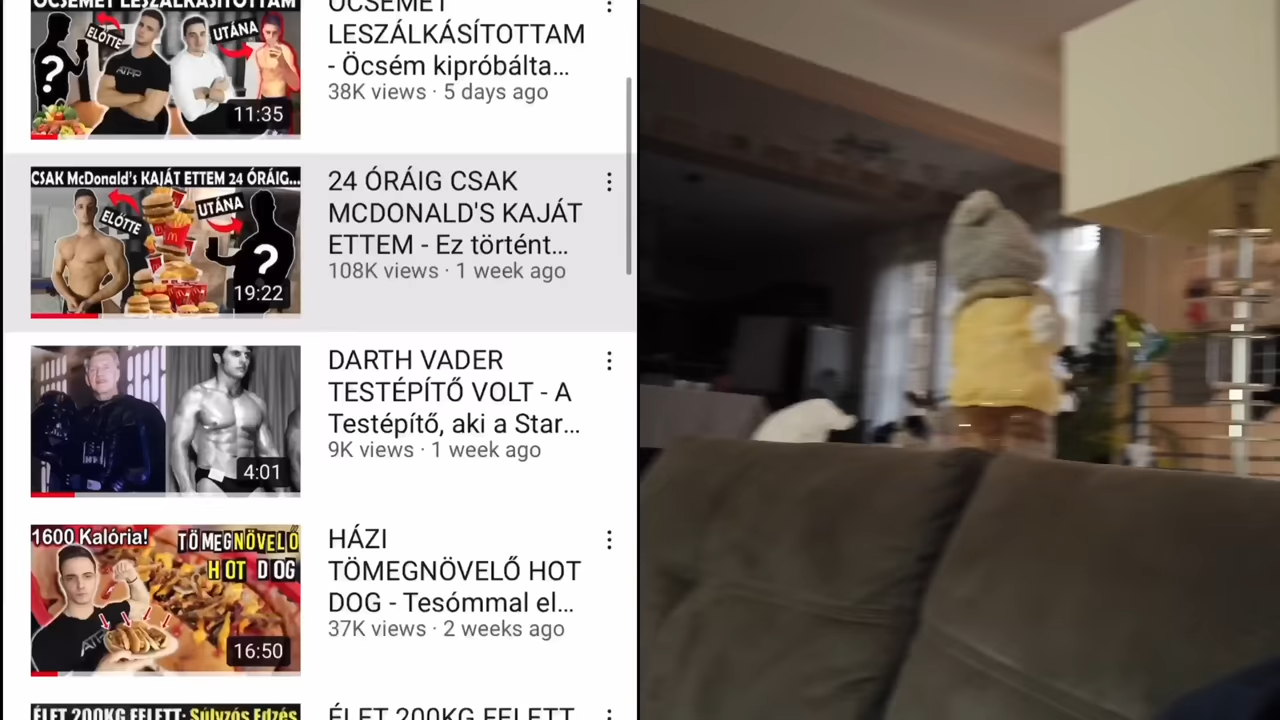 ÖCSÉMET LESZÁLKÁSÍTOTTAM
ELŐTTE
UTÁNA
?
ATPP
11:35
ÖCSÉMET
LESZÁLKÁSÍTOTTAM
- Öcsém kipróbálta...
38K views · 5 days ago
CSAK McDonald's KAJÁT ETTEM 24 ÓRÁIG...
ELŐTTE
UTÁNA
?
19:22
24 ÓRÁIG CSAK
MCDONALD'S KAJÁT
ETTEM - Ez történt...
108K views · 1 week ago
4:01
DARTH VADER
TESTÉPÍTŐ VOLT - A
Testépítő, aki a Star...
9K views · 1 week ago
1600 Kalória!
TÖMEGNÖVELŐ
HOT DOG
16:50
HÁZI
TÖMEGNÖVELŐ HOT
DOG - Tesómmal el...
37K views · 2 weeks ago
ÉLET 200KG FELETT: Súlyzós Edzés
ÉLET 200KG FELETT